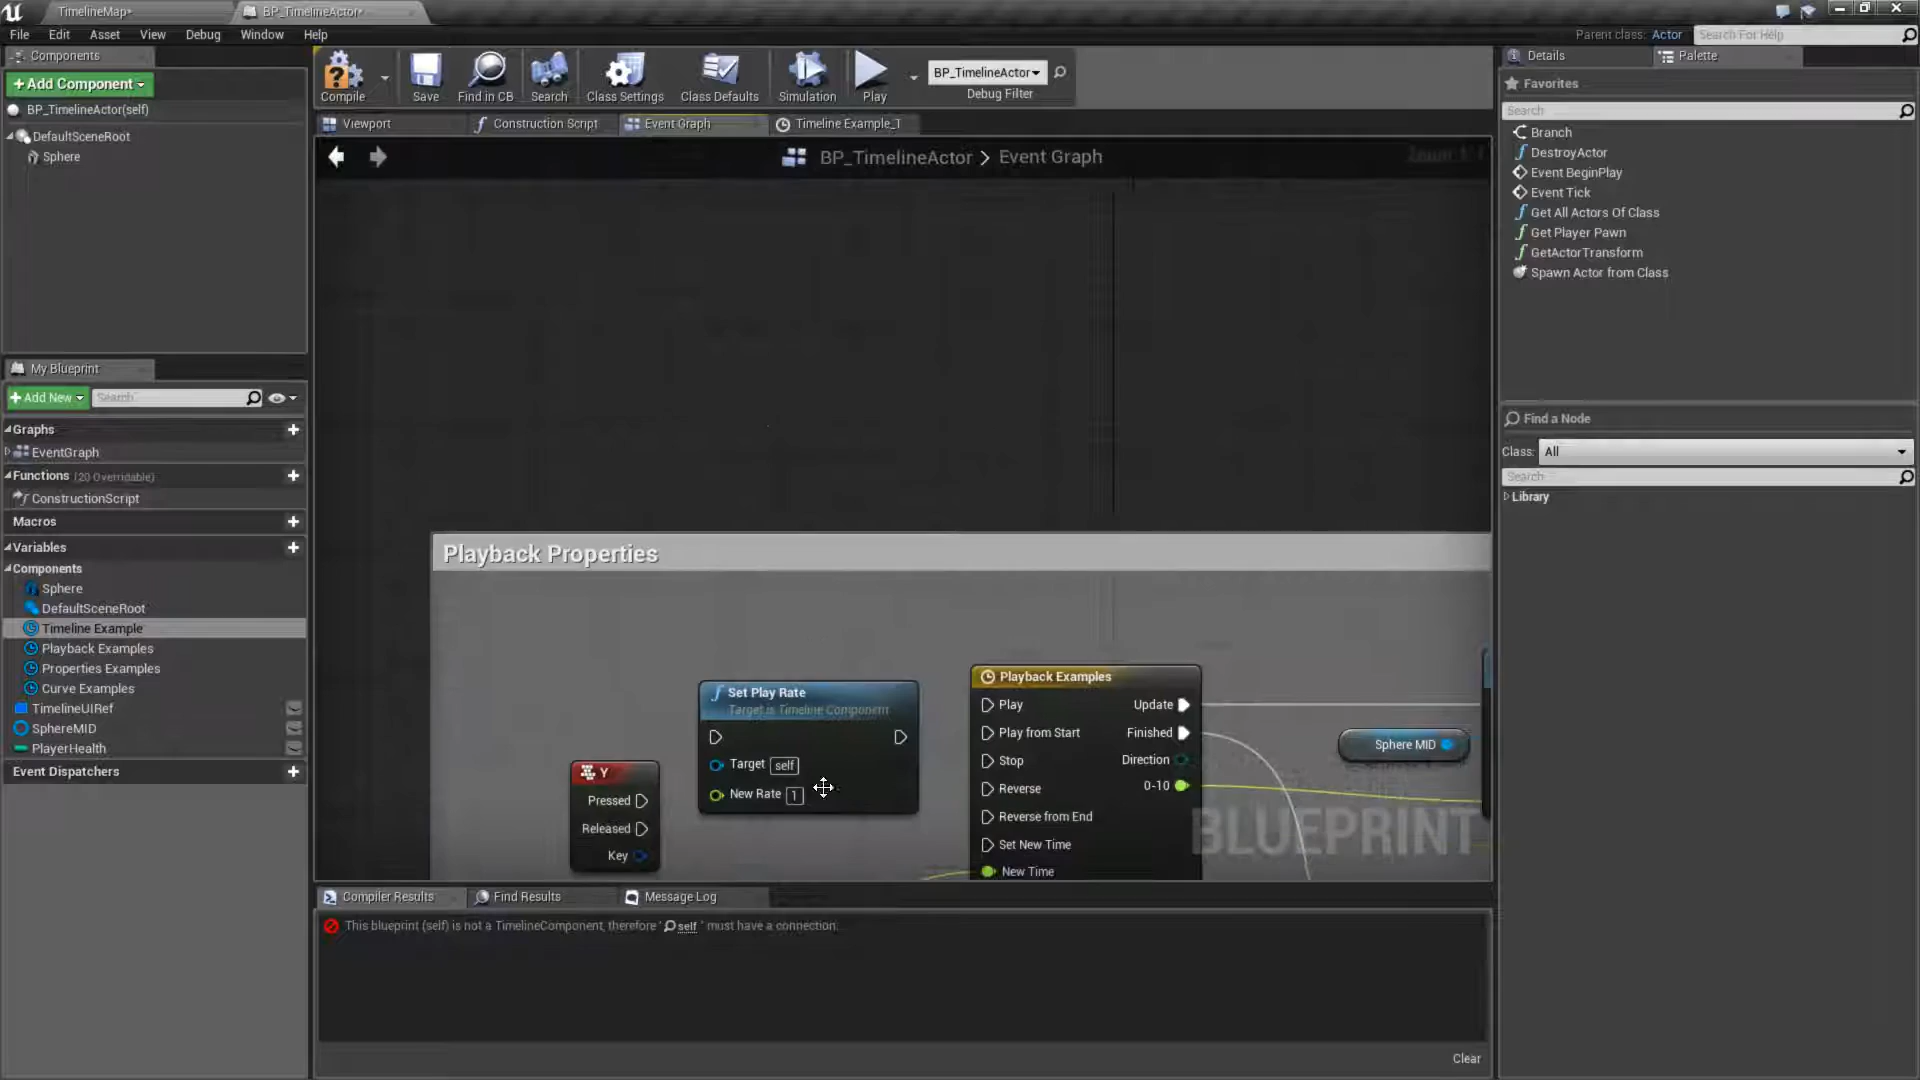 TimelineMap*
BP_TimelineActor*
File Edit Asset View Debug Window Help
Parent class: Actor
Search For Help
Components
+Add Component
BP_TimelineActor(self)
DefaultSceneRoot
Sphere
Compile
Save
Find in CB
Search
Class Settings
Class Defaults
Simulation
Play
BP_TimelineActor
Debug Filter
Viewport
Construction Script
Event Graph
Timeline Example_T
BP_TimelineActor > Event Graph
Details
Palette
Favorites
Search
Branch
DestroyActor
Event BeginPlay
Event Tick
Get All Actors Of Class
Get Player Pawn
GetActorTransform
Spawn Actor from Class
Find a Node
Class: All
Search
Library
My Blueprint
+Add New
Search
Graphs
EventGraph
Functions (20 Overridable)
ConstructionScript
Macros
Variables
Components
Sphere
DefaultSceneRoot
Timeline Example
Playback Examples
Properties Examples
Curve Examples
TimelineUIRef
SphereMID
PlayerHealth
Event Dispatchers
Playback Properties
Set Play Rate
Target is Timeline Component
Target self
New Rate 1
Y
Pressed
Released
Key
Playback Examples
Play
Play from Start
Stop
Reverse
Reverse from End
Set New Time
New Time
Update
Finished
Direction
0-10
Sphere MID
BLUEPRINT
Compiler Results
Find Results
Message Log
This blueprint (self) is not a TimelineComponent, therefore ' self ' must have a connection.
Clear